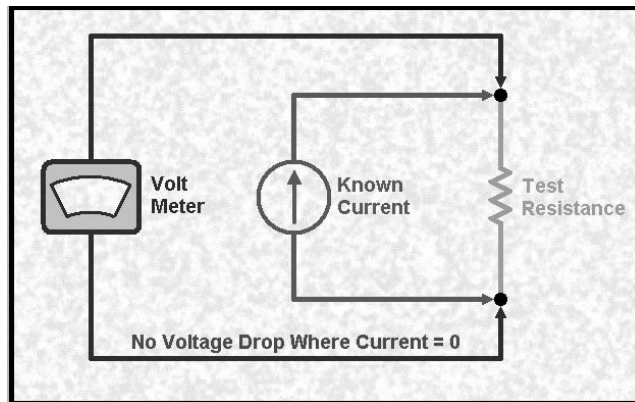 Volt
Meter
Known
Current
Test
Resistance
No Voltage Drop Where Current = 0